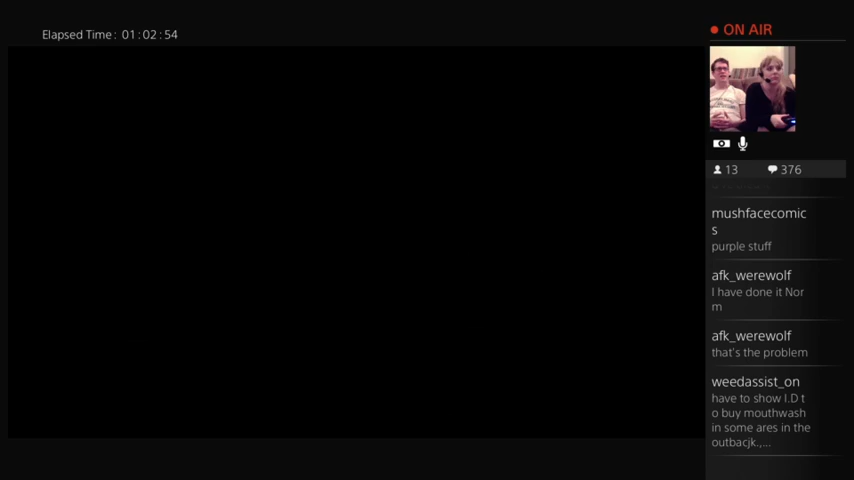 Elapsed Time: 01:02:54
ON AIR
13 376
mushfacecomic
s
purple stuff
afk_werewolf
I have done it Nor
m
afk_werewolf
that's the problem
weedassist_on
have to show I.D t
o buy mouthwash
in some ares in the
outbacjk.,...